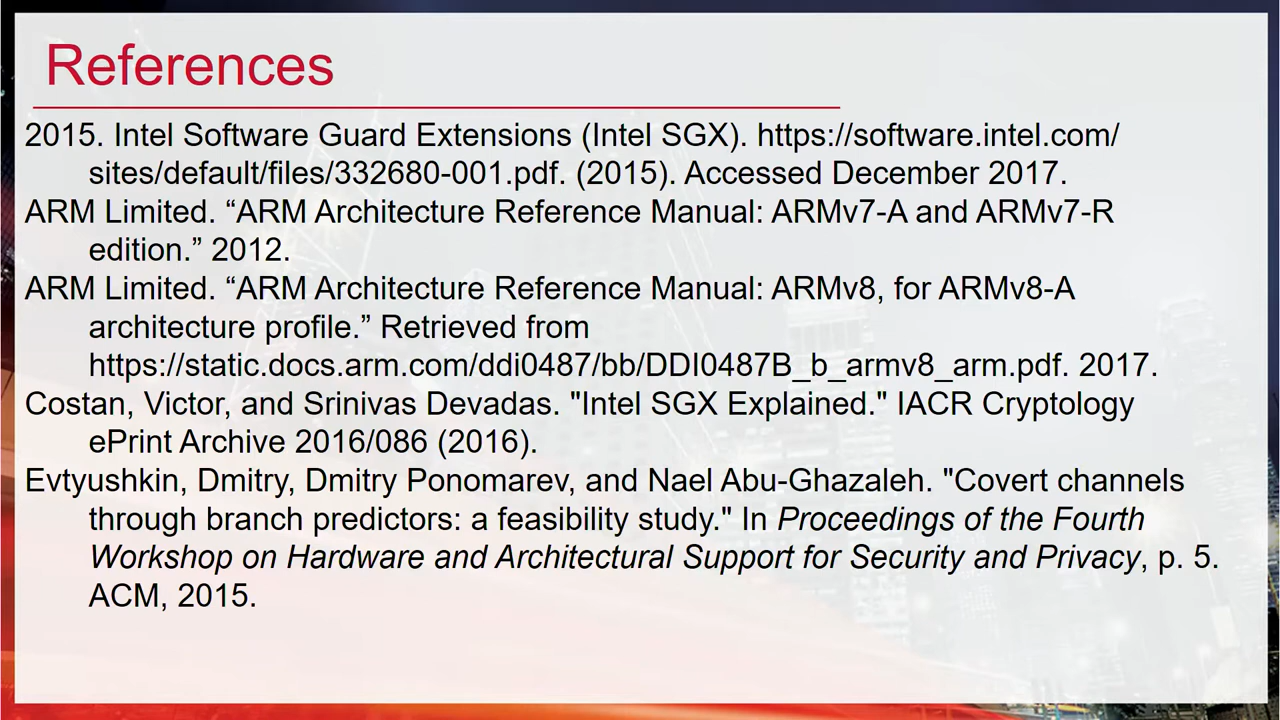 References
2015. Intel Software Guard Extensions (Intel SGX). https://software.intel.com/
sites/default/files/332680-001.pdf. (2015). Accessed December 2017.
ARM Limited. “ARM Architecture Reference Manual: ARMv7-A and ARMv7-R
edition.” 2012.
ARM Limited. “ARM Architecture Reference Manual: ARMv8, for ARMv8-A
architecture profile.” Retrieved from
https://static.docs.arm.com/ddi0487/bb/DDI0487B_b_armv8_arm.pdf. 2017.
Costan, Victor, and Srinivas Devadas. "Intel SGX Explained." IACR Cryptology
ePrint Archive 2016/086 (2016).
Evtyushkin, Dmitry, Dmitry Ponomarev, and Nael Abu-Ghazaleh. "Covert channels
through branch predictors: a feasibility study." In Proceedings of the Fourth
Workshop on Hardware and Architectural Support for Security and Privacy, p. 5.
ACM, 2015.